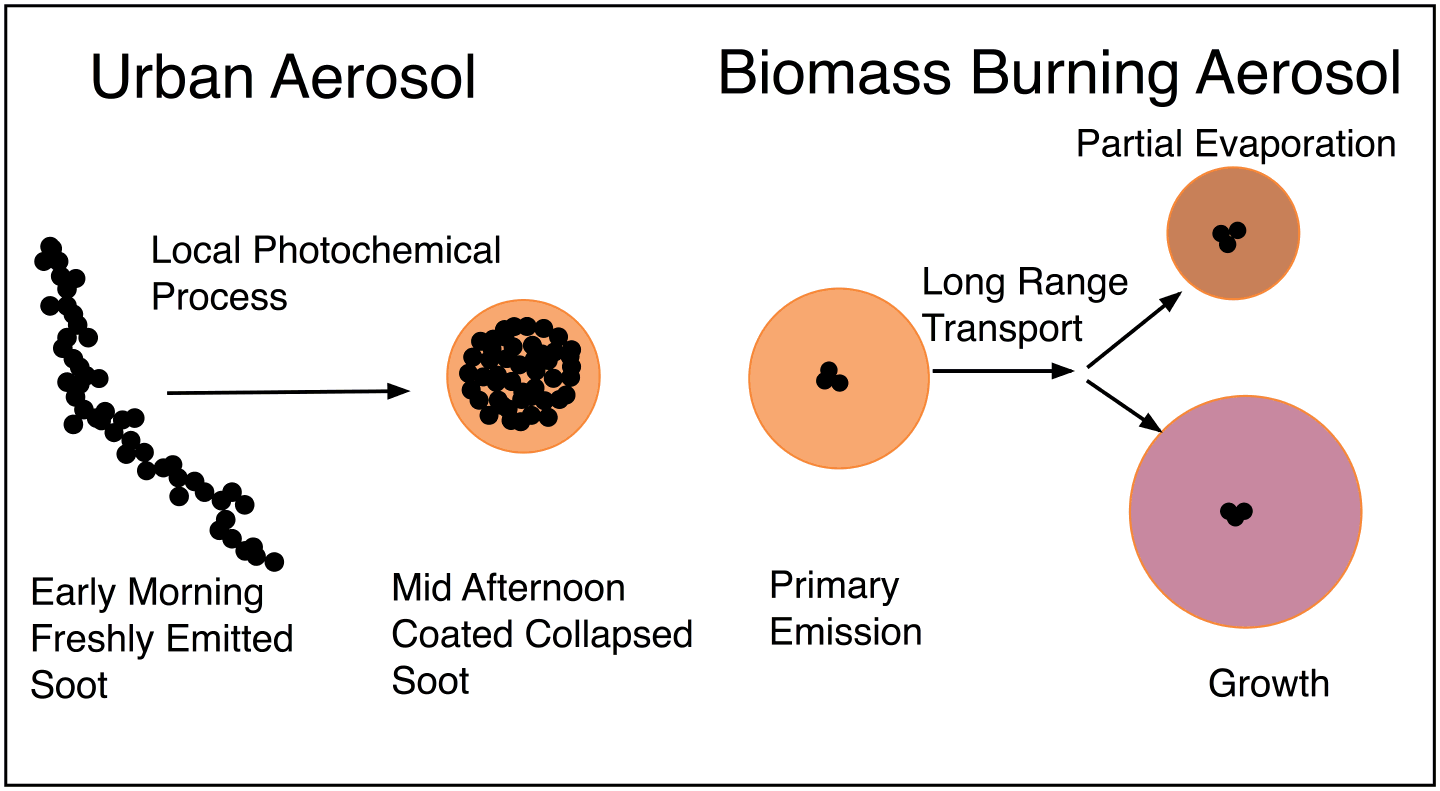 Urban Aerosol
Local Photochemical
Process
Early Morning
Freshly Emitted
Soot
Mid Afternoon
Coated Collapsed
Soot
Biomass Burning Aerosol
Partial Evaporation
Long Range
Transport
Primary
Emission
Growth